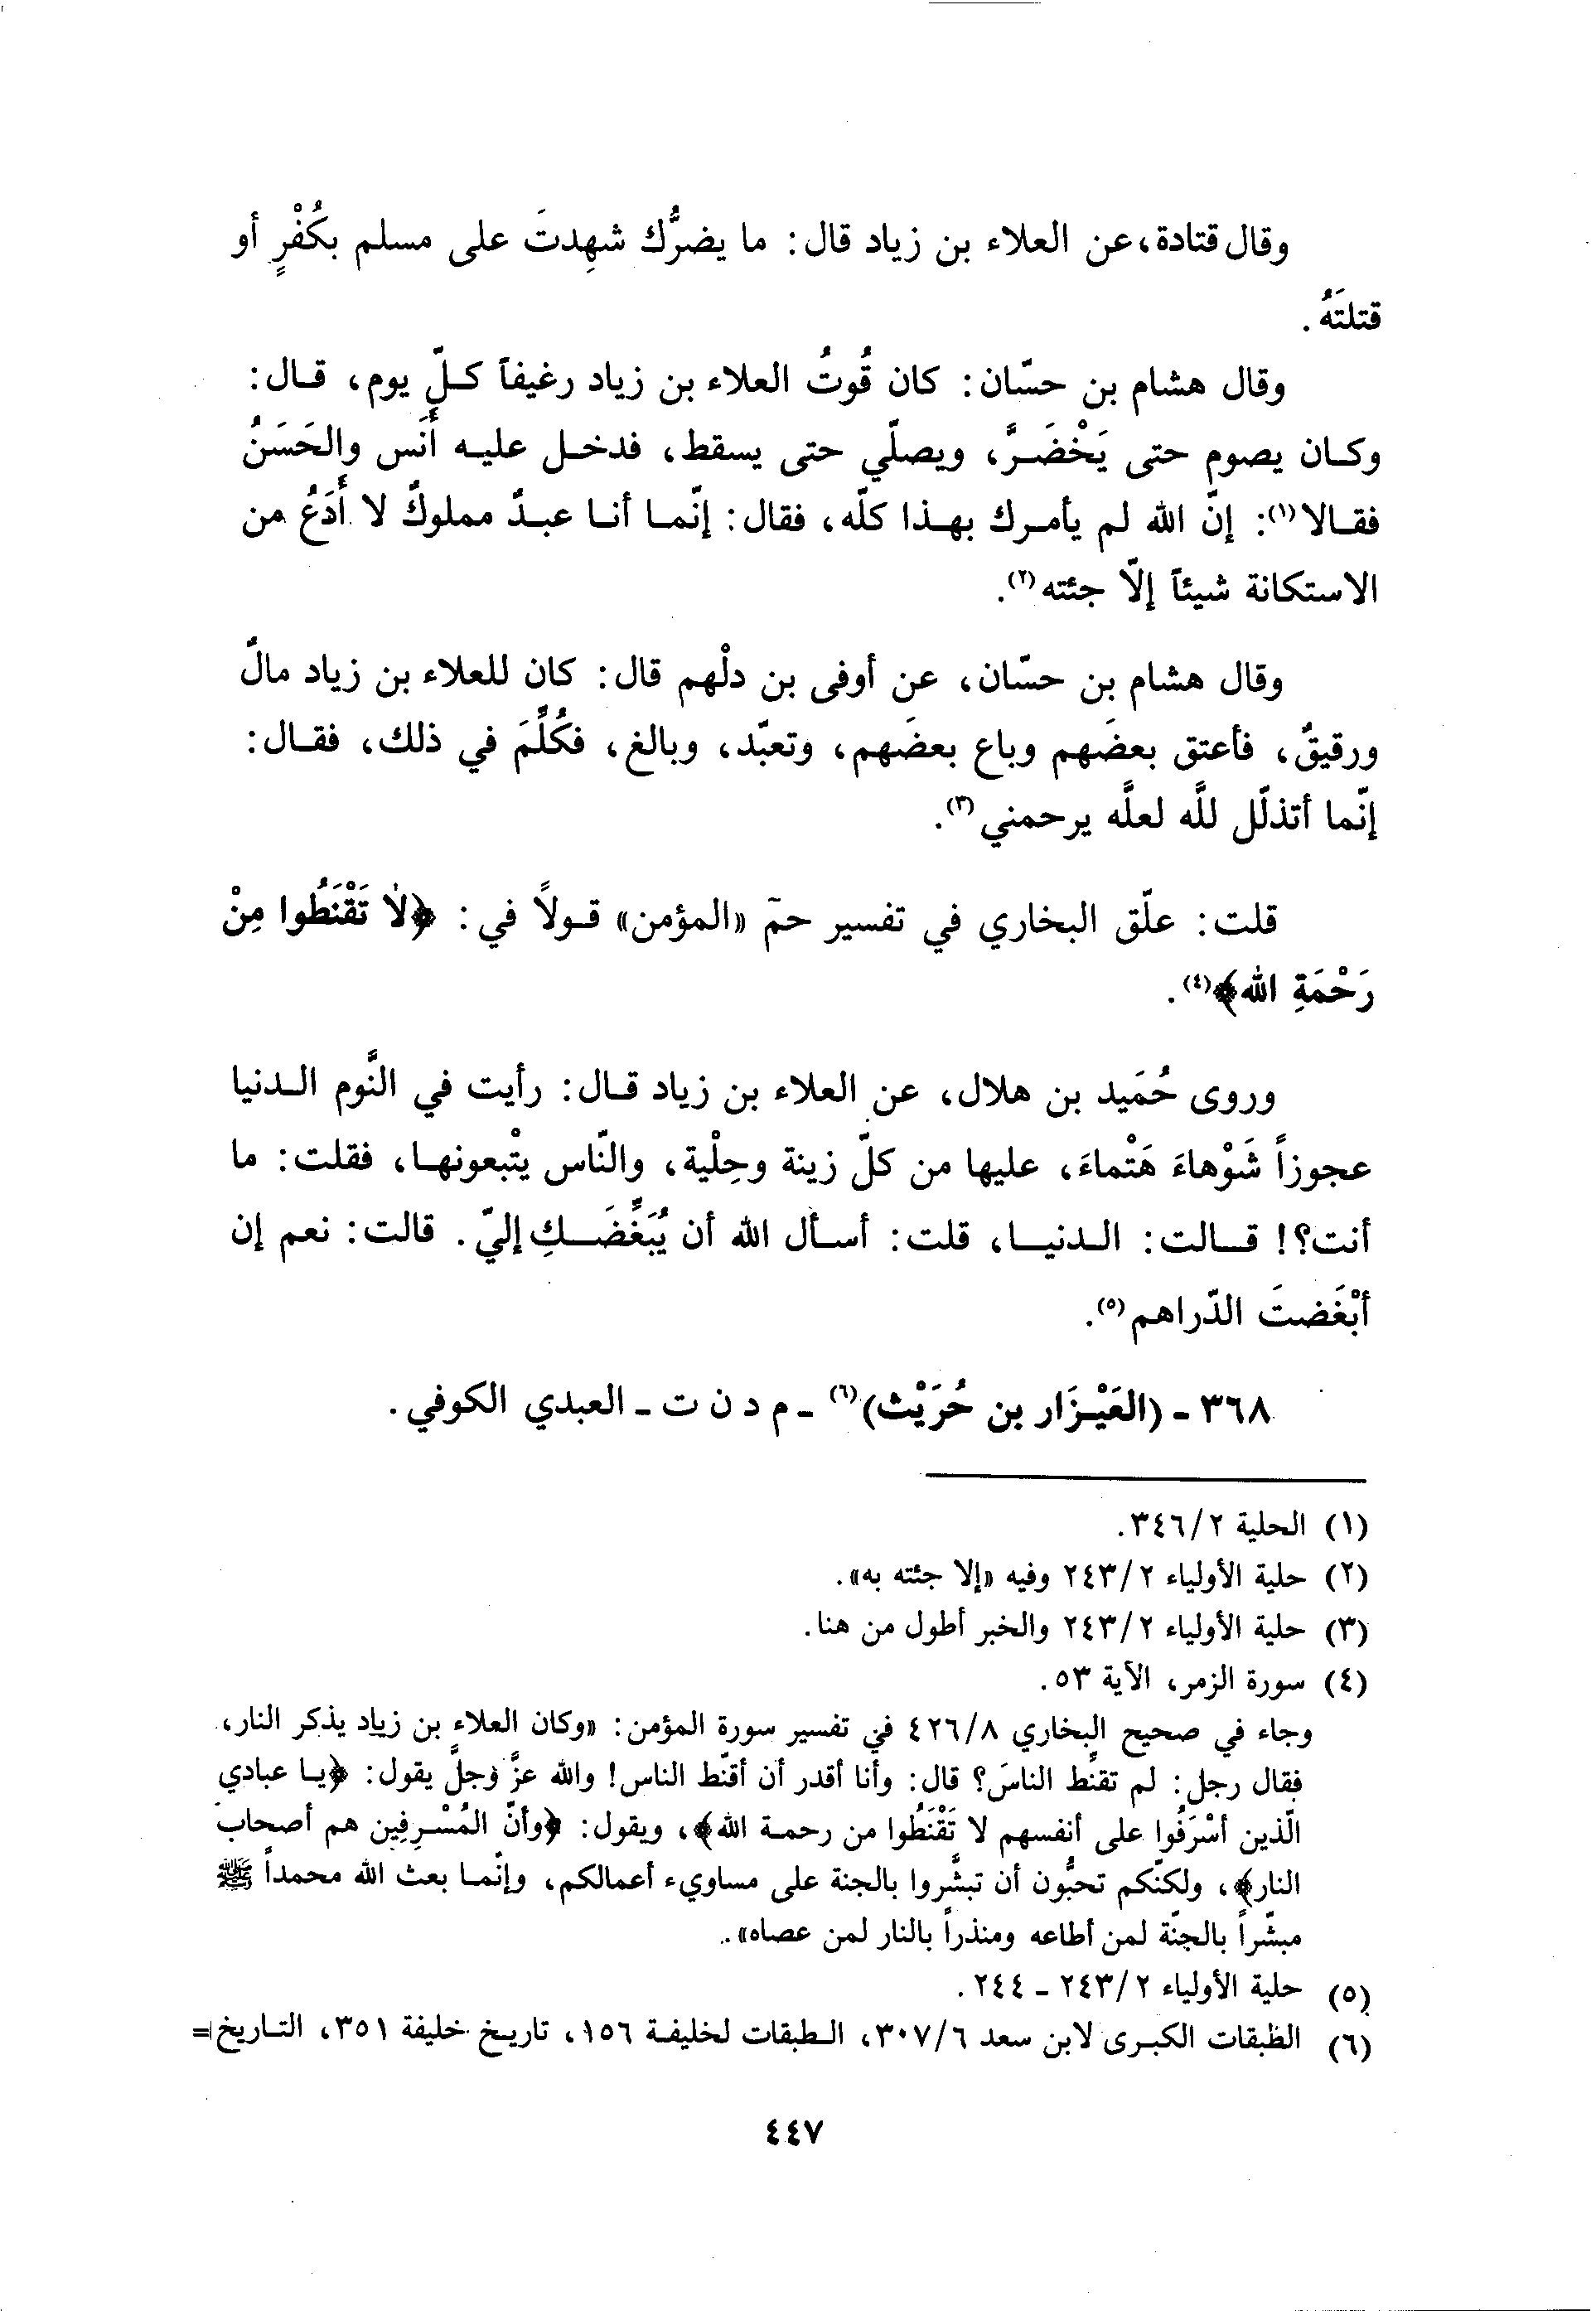 وقال قتادة، عن العلاء بن زياد قال: ما يضرُّك شهِدتَ على مسلم بكُفْرٍ أو
قتلتَهُ.
وقال هشام بن حسّان: كان قُوتُ العلاء بن زياد رغيفاً كلّ يوم، قال:
وكان يصوم حتى يَخْضَرَّ، ويصلّي حتى يسقط، فدخل عليه أَنَس والحَسَنُ
فقالا(١): إنّ الله لم يأمرك بهذا كلّه، فقال: إنّما أنا عبدٌ مملوكٌ لا أَدَعُ من
الاستكانة شيئاً إلّا جئته(٢).
وقال هشام بن حسّان، عن أوفى بن دلْهم قال: كان للعلاء بن زياد مالٌ
ورقيقٌ، فأعتق بعضَهم وباع بعضَهم، وتعبّد، وبالغ، فكُلِّمَ في ذلك، فقال:
إنّما أتذلّل للَّه لعلَّه يرحمني(٣).
قلت: علّق البخاري في تفسير حمۤ «المؤمن» قولاً في: ﴿لَا تَقْنَطُوا مِنْ
رَحْمَةِ الله﴾(٤).
وروى حُمَيد بن هلال، عن العلاء بن زياد قال: رأيت في النَّوم الدنيا
عجوزاً شَوْهاءَ هَتْماءَ، عليها من كلّ زينة وحِلْية، والنّاس يتْبعونها، فقلت: ما
أنت؟! قالت: الدنيا، قلت: أسأل الله أن يُبَغِّضَكِ إليّ. قالت: نعم إن
أبْغَضتَ الدّراهم(٥).
٣٦٨ - (العَيْزَار بن حُرَيْث)(٦) - م د ن ت - العبدي الكوفي.
(١) الحلية ٢/٣٤٦.
(٢) حلية الأولياء ٢/٢٤٣ وفيه «إلا جئته به».
(٣) حلية الأولياء ٢/٢٤٣ والخبر أطول من هنا.
(٤) سورة الزمر، الآية ٥٣.
وجاء في صحيح البخاري ٨/٤٢٦ في تفسير سورة المؤمن: «وكان العلاء بن زياد يذكر النار،
فقال رجل: لم تقنِّط الناسَ؟ قال: وأنا أقدر أن أقنّط الناس! والله عزَّ وجلَّ يقول: ﴿يا عبادي
الّذين أسْرَفُوا على أنفسهم لا تَقْنَطُوا من رحمة الله﴾، ويقول: ﴿وأنّ المُسْرِفِين هم أصحاب
النار﴾، ولكنّكم تحبُّون أن تبشَّروا بالجنة على مساويء أعمالكم، وإنّما بعث الله محمداً ﷺ
مبشّراً بالجنّة لمن أطاعه ومنذراً بالنار لمن عصاه».
(٥) حلية الأولياء ٢/٢٤٣ - ٢٤٤.
(٦) الطبقات الكبرى لابن سعد ٦/٣٠٧، الطبقات لخليفة ١٥٦، تاريخ خليفة ٣٥١، التاريخ=
٤٤٧